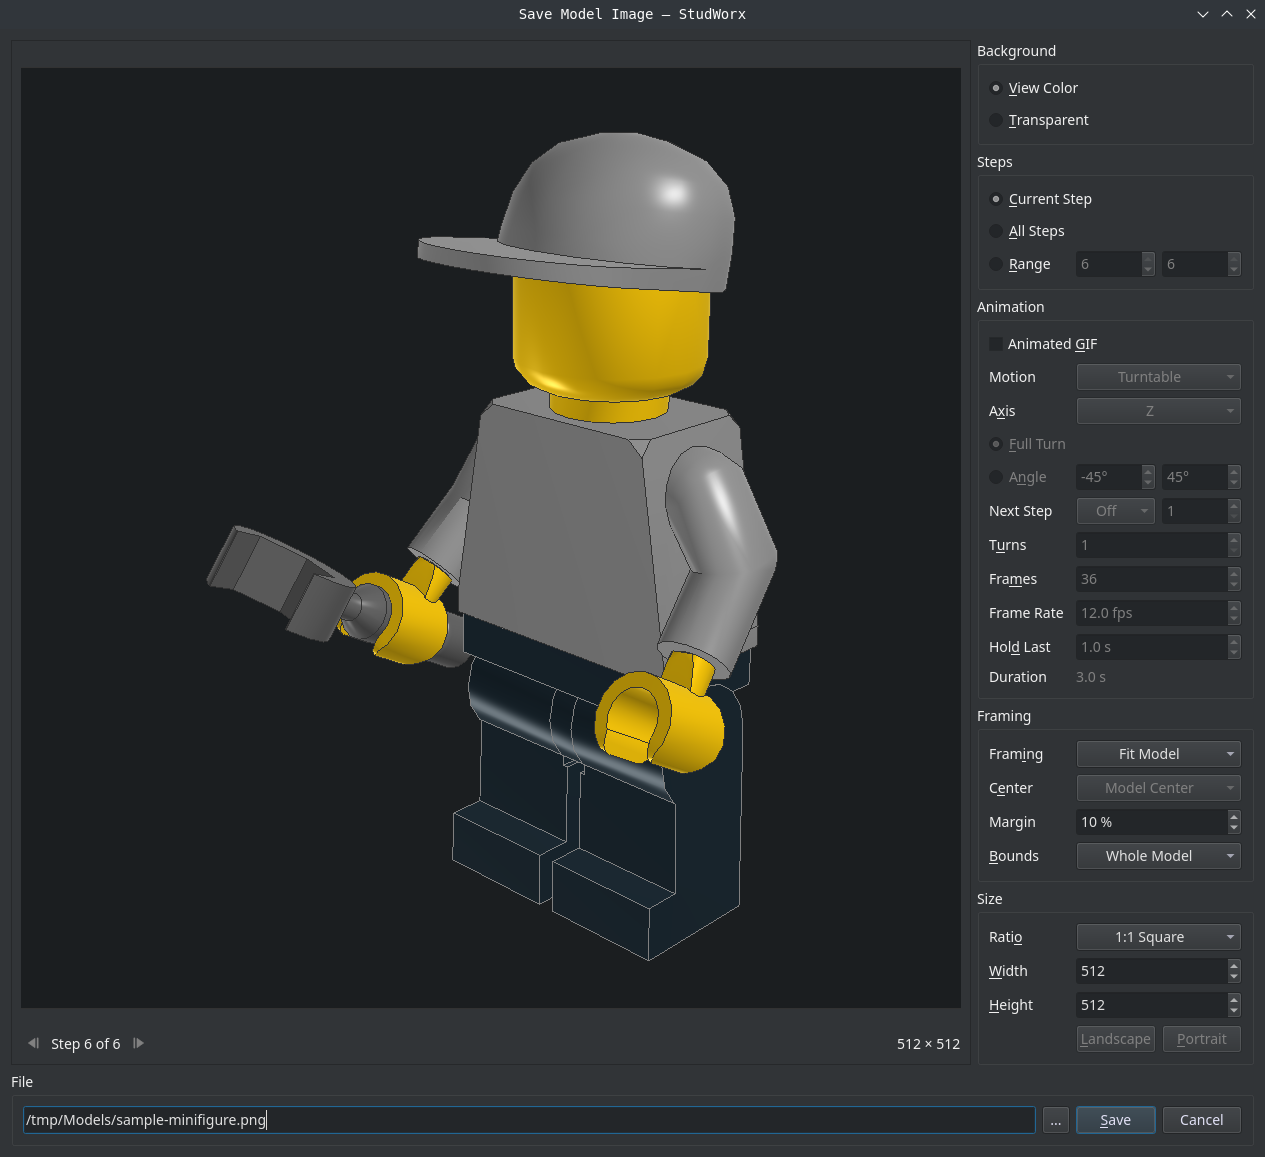 Save Model Image — StudWorx
Background
View Color
Transparent
Steps
Current Step
All Steps
Range 6 6
Animation
Animated GIF
Motion Turntable
Axis Z
Full Turn
Angle -45° 45°
Next Step Off 1
Turns 1
Frames 36
Frame Rate 12.0 fps
Hold Last 1.0 s
Duration 3.0 s
Framing
Framing Fit Model
Center Model Center
Margin 10 %
Bounds Whole Model
Size
Ratio 1:1 Square
Width 512
Height 512
Landscape Portrait
Step 6 of 6 512 × 512
File
/tmp/Models/sample-minifigure.png ... Save Cancel